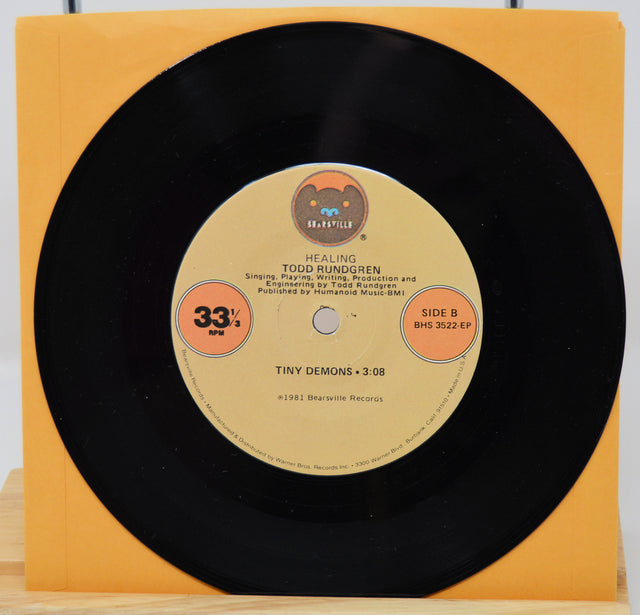 BEARSVILLE
®
HEALING
TODD RUNDGREN
Singing, Playing, Writing, Production and
Engineering by Todd Rundgren
Published by Humanoid Music-BMI
33 1/3
RPM
SIDE B
BHS 3522-EP
TINY DEMONS • 3:08
℗1981 Bearsville Records
Bearsville Records • Manufactured & Distributed by Warner Bros. Records Inc. • 3300 Warner Blvd., Burbank, Calif. 91510 • Made in U.S.A.